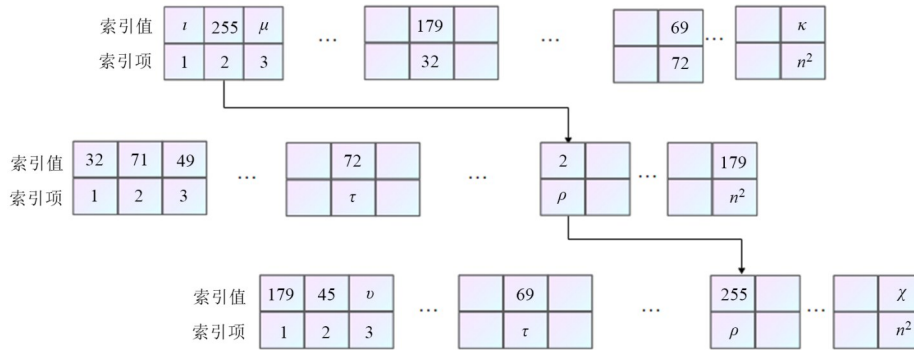 索引值 ι 255 μ … 179 … 69 … κ
索引项 1 2 3 32 72 n²
索引值 32 71 49 … 72 … 2 … 179
索引项 1 2 3 τ ρ n²
索引值 179 45 υ … 69 … 255 … χ
索引项 1 2 3 τ ρ n²